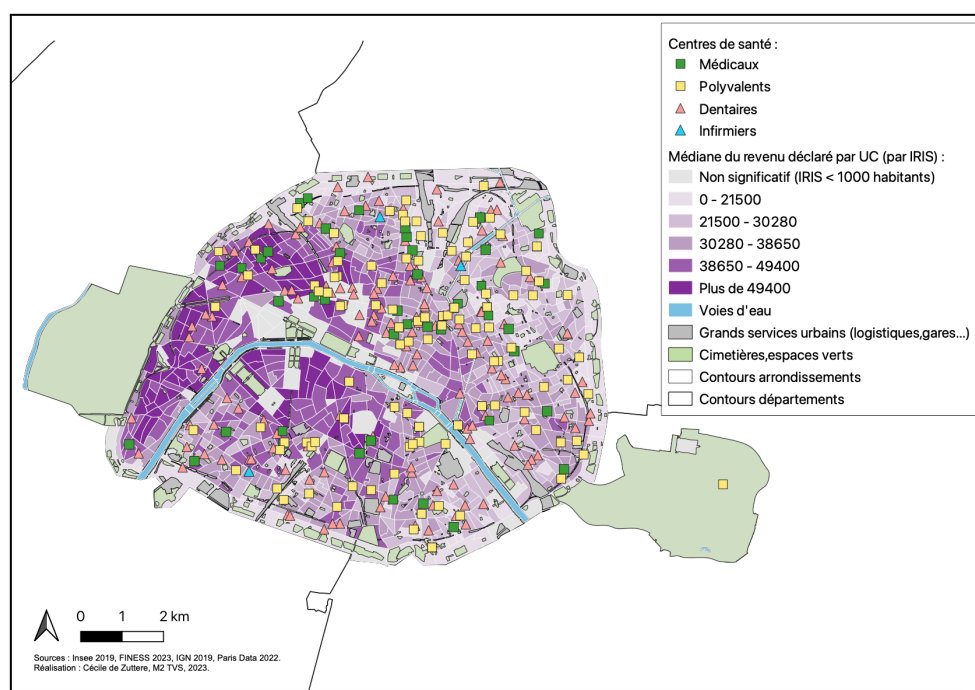 Centres de santé :
Médicaux
Polyvalents
Dentaires
Infirmiers
Médiane du revenu déclaré par UC (par IRIS) :
Non significatif (IRIS < 1000 habitants)
0 - 21500
21500 - 30280
30280 - 38650
38650 - 49400
Plus de 49400
Voies d'eau
Grands services urbains (logistiques,gares...)
Cimetières,espaces verts
Contours arrondissements
Contours départements
0 1 2 km
Sources : Insee 2019, FINESS 2023, IGN 2019, Paris Data 2022.
Réalisation : Cécile de Zuttere, M2 TVS, 2023.